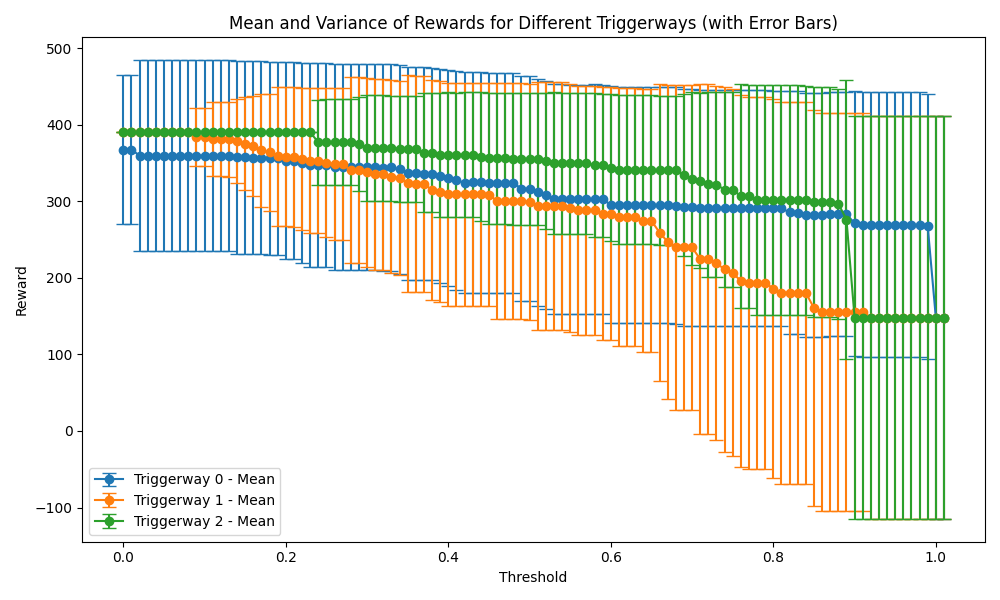 Mean and Variance of Rewards for Different Triggerways (with Error Bars)
500
400
300
200
100
0
−100
Reward
Triggerway 0 - Mean
Triggerway 1 - Mean
Triggerway 2 - Mean
0.0 0.2 0.4 0.6 0.8 1.0
Threshold